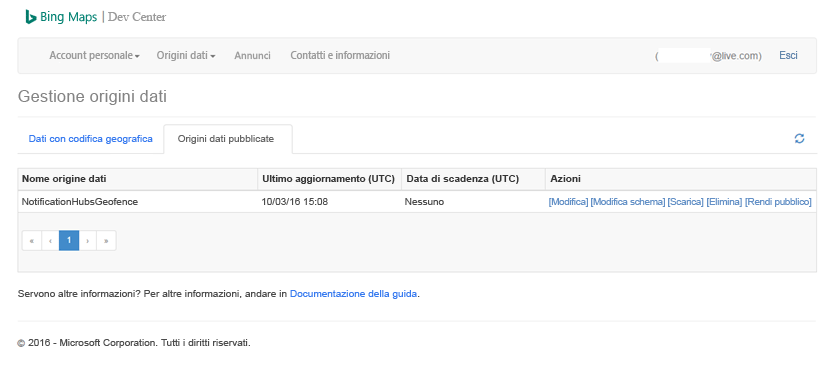 Bing Maps | Dev Center
Account personale Origini dati Annunci Contatti e informazioni ( @live.com) Esci
Gestione origini dati
Dati con codifica geografica Origini dati pubblicate
Nome origine dati Ultimo aggiornamento (UTC) Data di scadenza (UTC) Azioni
NotificationHubsGeofence 10/03/16 15:08 Nessuno [Modifica] [Modifica schema] [Scarica] [Elimina] [Rendi pubblico]
« ‹ 1 › »
Servono altre informazioni? Per altre informazioni, andare in Documentazione della guida.
© 2016 - Microsoft Corporation. Tutti i diritti riservati.